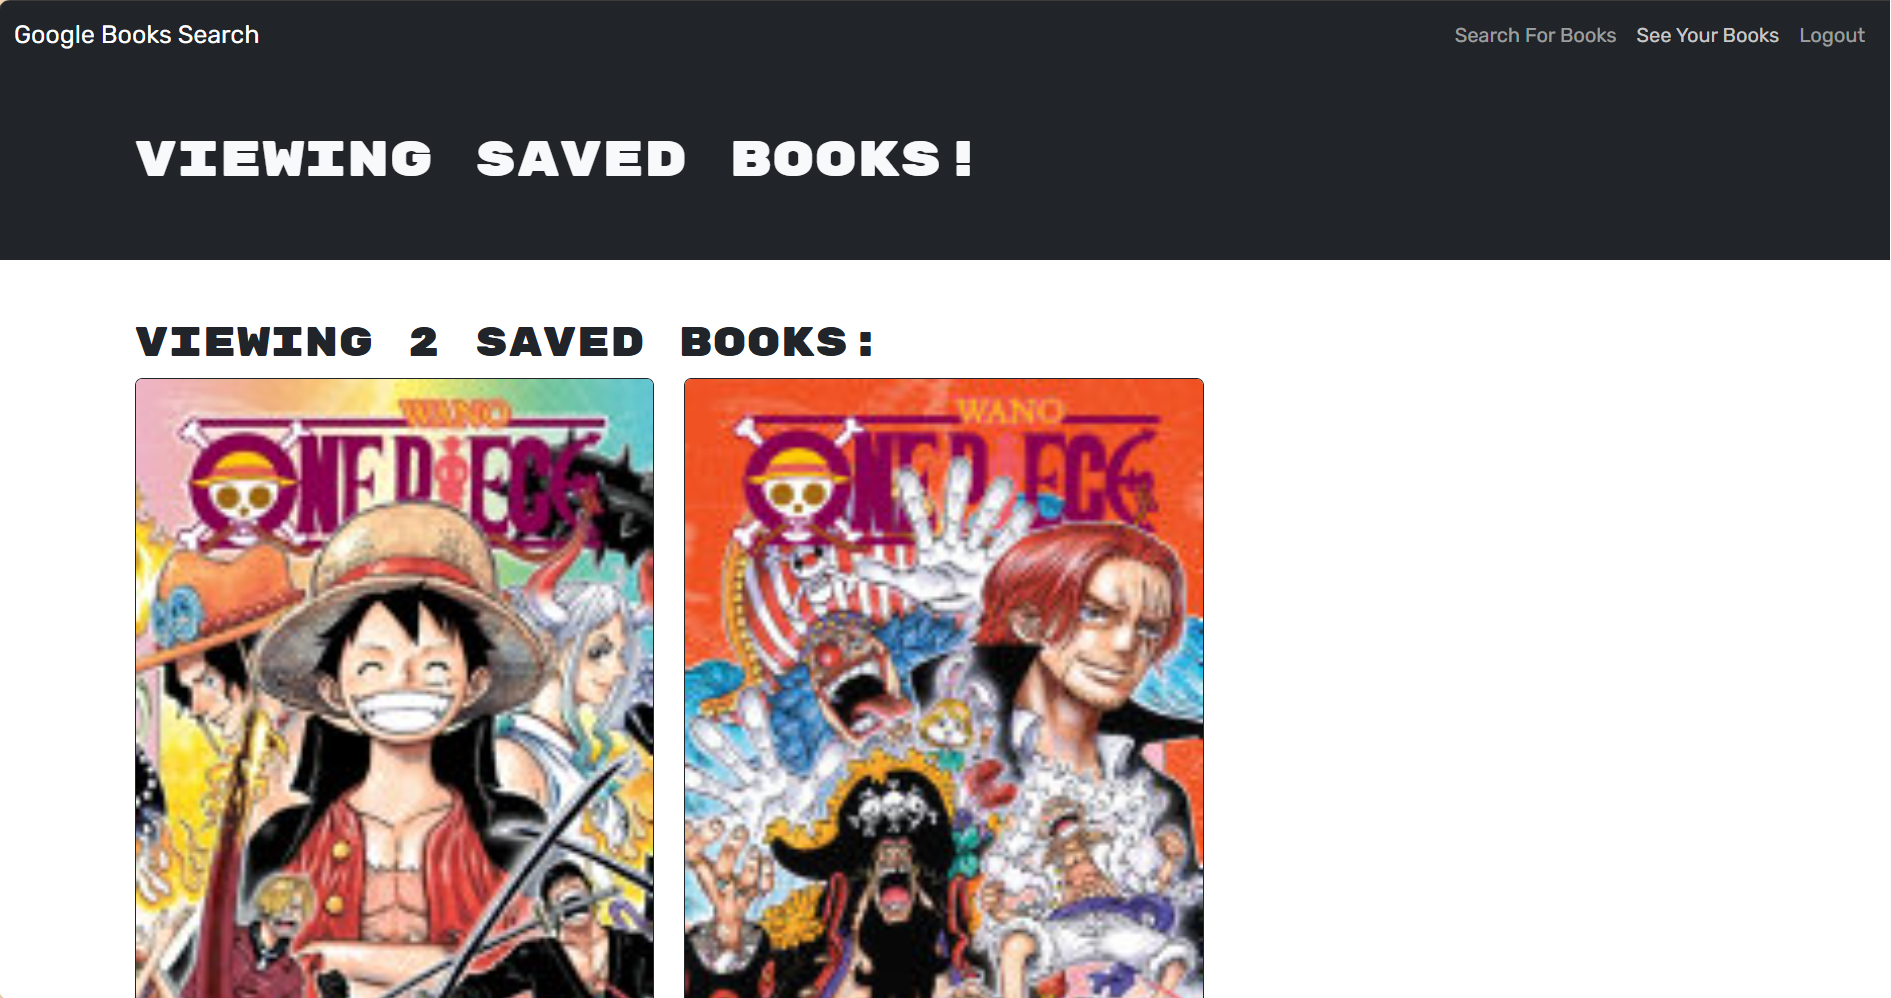 Google Books Search
Search For Books See Your Books Logout
VIEWING SAVED BOOKS!
VIEWING 2 SAVED BOOKS:
WANO
ONE PIECE
WANO
ONE PIECE